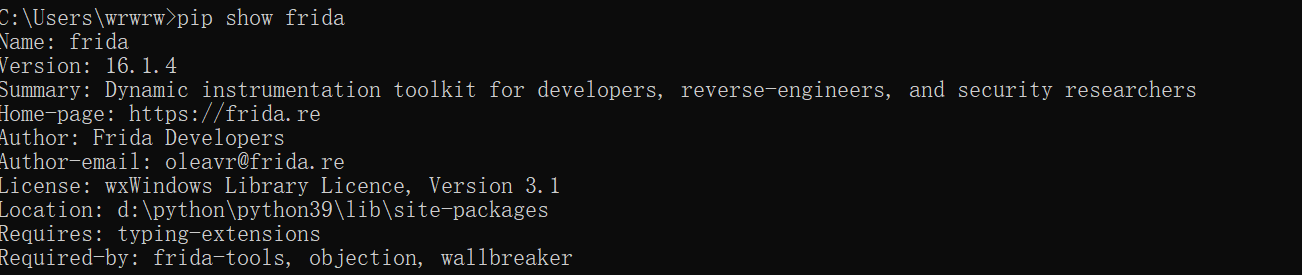 C:\Users\wrwrw>pip show frida
Name: frida
Version: 16.1.4
Summary: Dynamic instrumentation toolkit for developers, reverse-engineers, and security researchers
Home-page: https://frida.re
Author: Frida Developers
Author-email: oleavr@frida.re
License: wxWindows Library Licence, Version 3.1
Location: d:\python\python39\lib\site-packages
Requires: typing-extensions
Required-by: frida-tools, objection, wallbreaker